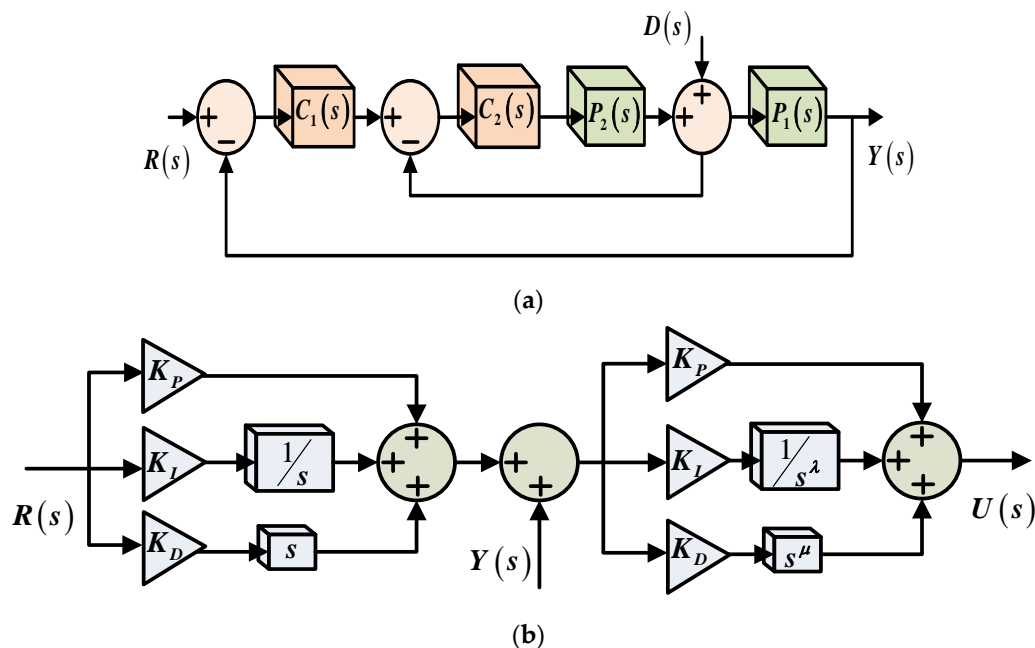 D(s)
+
+ − C₁(s) + − C₂(s) P₂(s) + P₁(s)
R(s) Y(s)
(a)
K_P K_P
+ +
K_I 1/s + + K_I 1/s^λ +
+ + +
R(s) U(s)
K_D s Y(s) K_D s^μ
(b)